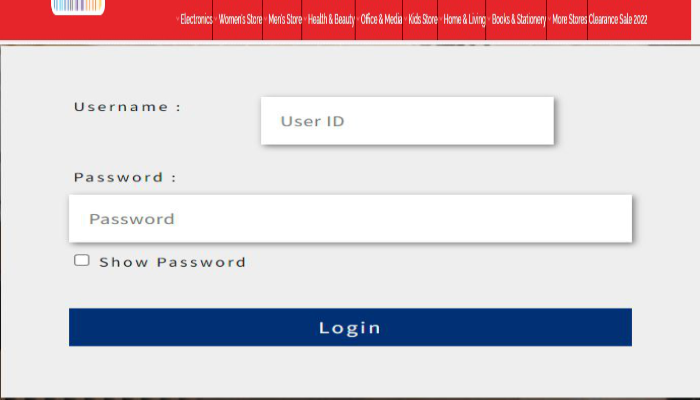 Electronics Women's Store Men's Store Health & Beauty Office & Media Kids Store Home & Living Books & Stationery More Stores Clearance Sale 2022
Username :
User ID
Password :
Password
Show Password
Login